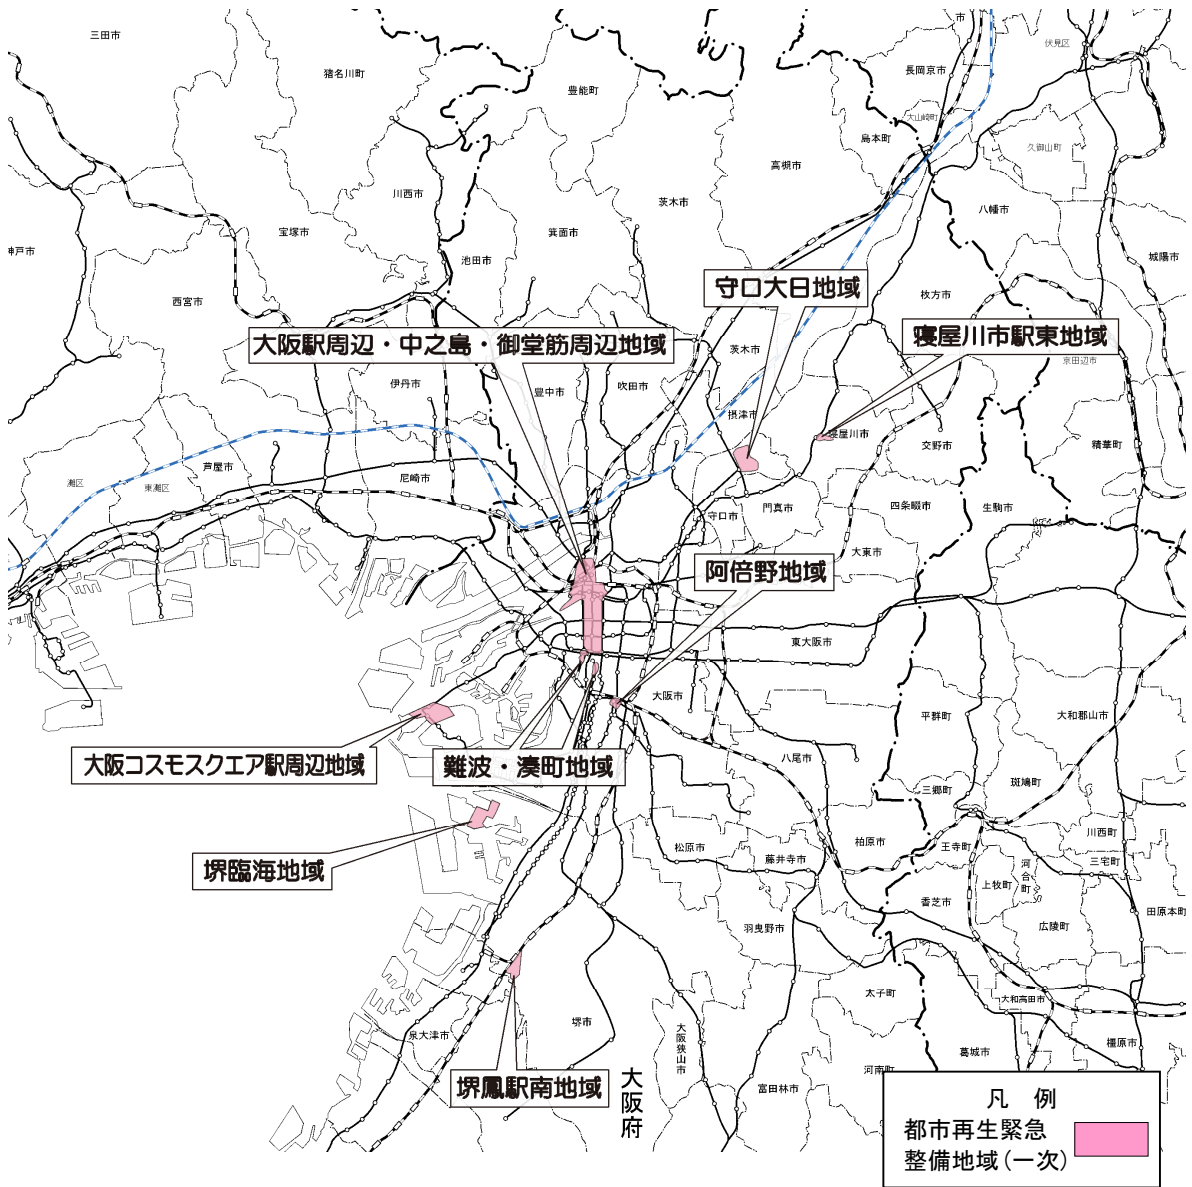 三田市
猪名川町
豊能町
市
伏見区
長岡京市
大山崎町
島本町
久御山町
高槻市
川西市
茨木市
八幡市
宝塚市
箕面市
神戸市
池田市
城陽市
西宮市
守口大日地域
枚方市
大阪駅周辺・中之島・御堂筋周辺地域
寝屋川市駅東地域
茨木市
京田辺市
伊丹市
豊中市
吹田市
摂津市
寝屋川市
交野市
精華町
芦屋市
灘区
東灘区
尼崎市
守口市
門真市
四条畷市
生駒市
大東市
阿倍野地域
東大阪市
大阪市
平群町
大和郡山市
大阪コスモスクエア駅周辺地域
難波・湊町地域
八尾市
三郷町
斑鳩町
堺臨海地域
松原市
藤井寺市
柏原市
王寺町
川西町
三宅町
河合町
上牧町
香芝市
田原本町
羽曳野市
広陵町
太子町
大和高田市
堺市
泉大津市
大阪狭山市
葛城市
橿原市
堺鳳駅南地域
大阪府
富田林市
河南町
凡 例
都市再生緊急
整備地域(一次)